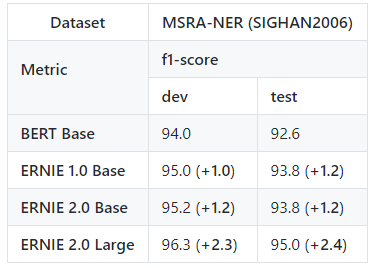 Dataset MSRA-NER (SIGHAN2006)
Metric f1-score
dev test
BERT Base 94.0 92.6
ERNIE 1.0 Base 95.0 (+1.0) 93.8 (+1.2)
ERNIE 2.0 Base 95.2 (+1.2) 93.8 (+1.2)
ERNIE 2.0 Large 96.3 (+2.3) 95.0 (+2.4)